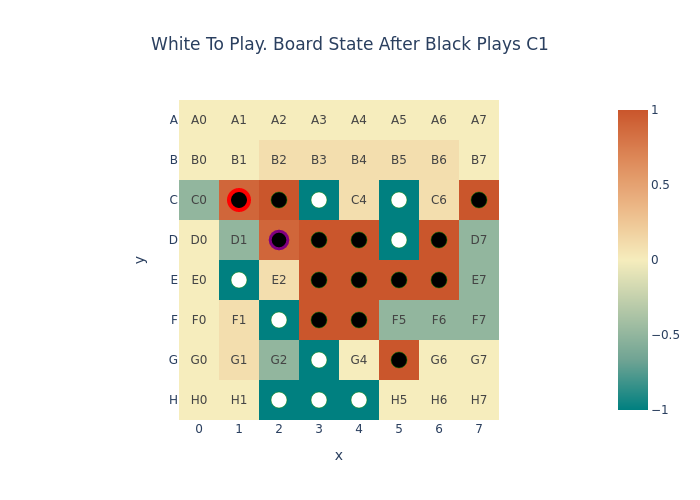 White To Play. Board State After Black Plays C1
A A0 A1 A2 A3 A4 A5 A6 A7
B B0 B1 B2 B3 B4 B5 B6 B7
C C0 C4 C6
D D0 D1 D7
E E0 E2 E7
F F0 F1 F5 F6 F7
G G0 G1 G2 G4 G6 G7
H H0 H1 H5 H6 H7
0 1 2 3 4 5 6 7
x
y
1
0.5
0
−0.5
−1